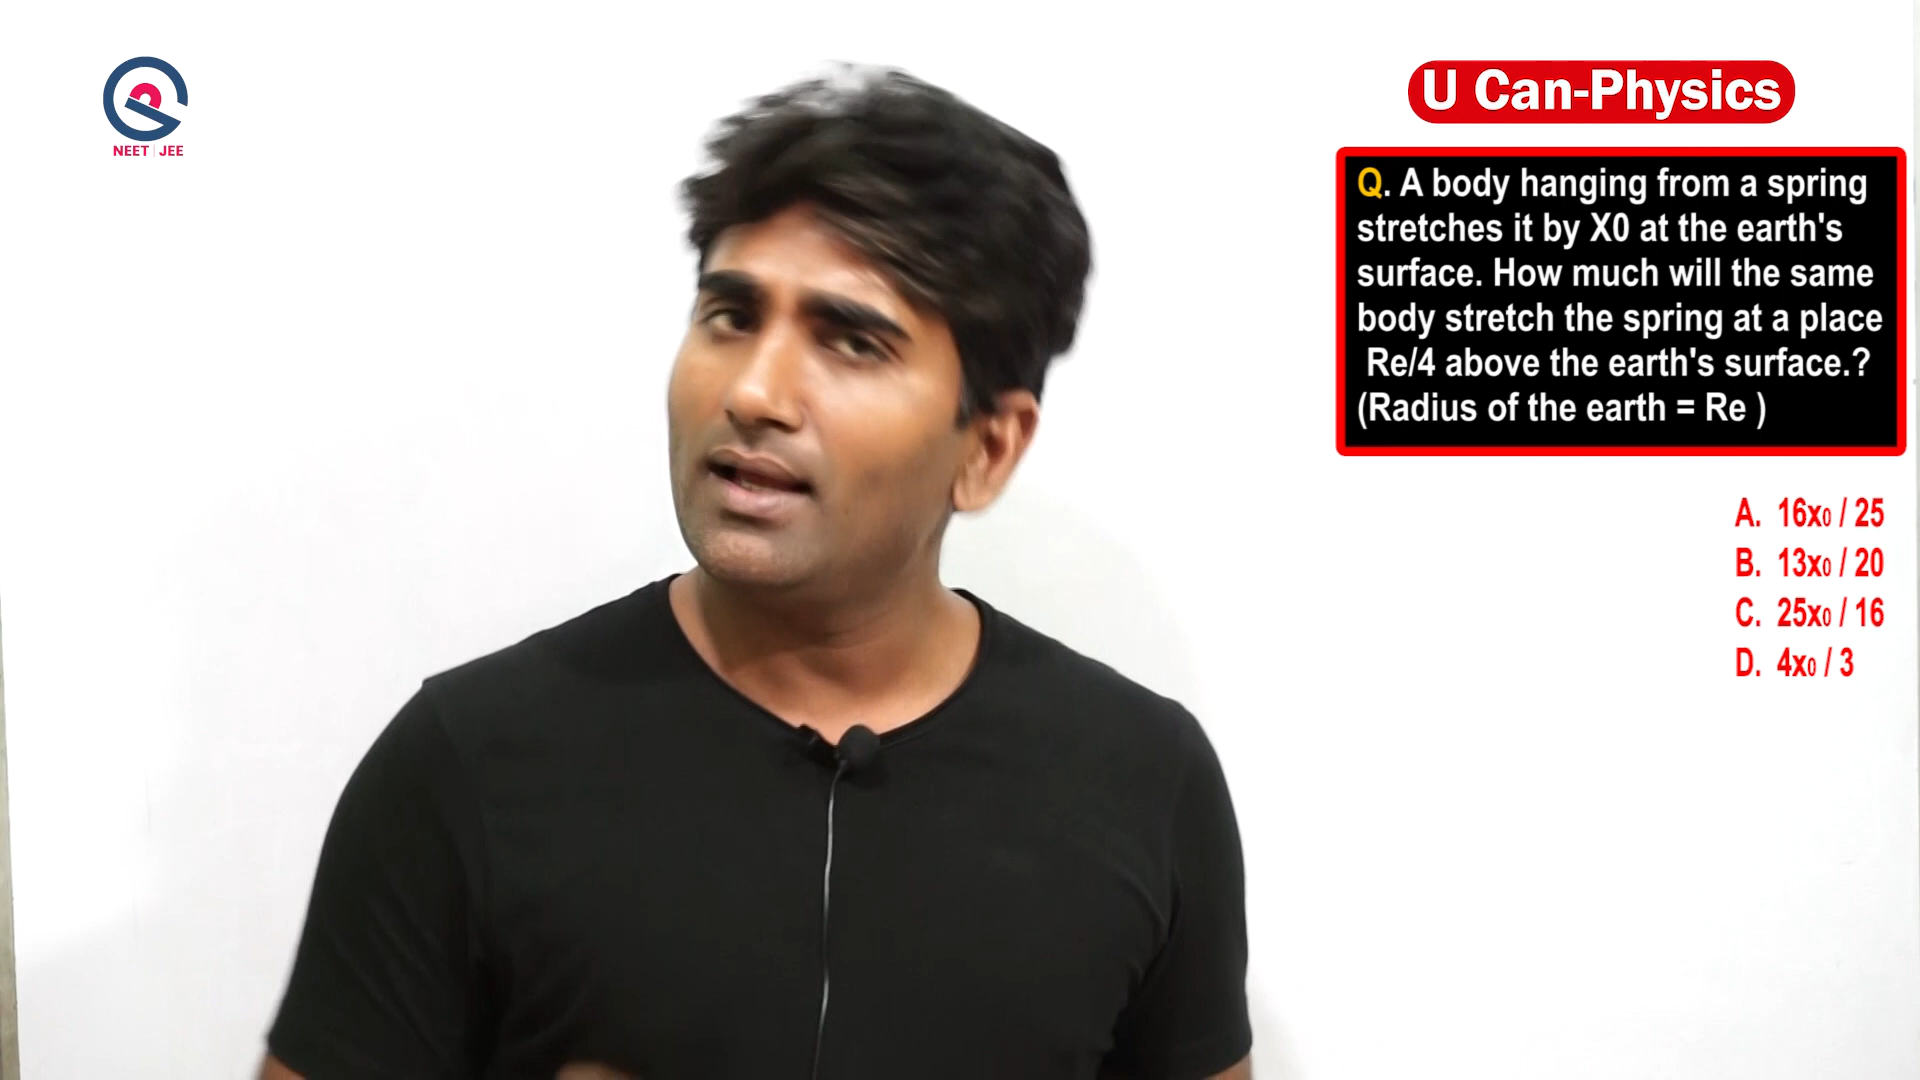 NEET | JEE
U Can-Physics
Q. A body hanging from a spring
stretches it by X0 at the earth's
surface. How much will the same
body stretch the spring at a place
Re/4 above the earth's surface.?
(Radius of the earth = Re )
A. 16x₀ / 25
B. 13x₀ / 20
C. 25x₀ / 16
D. 4x₀ / 3